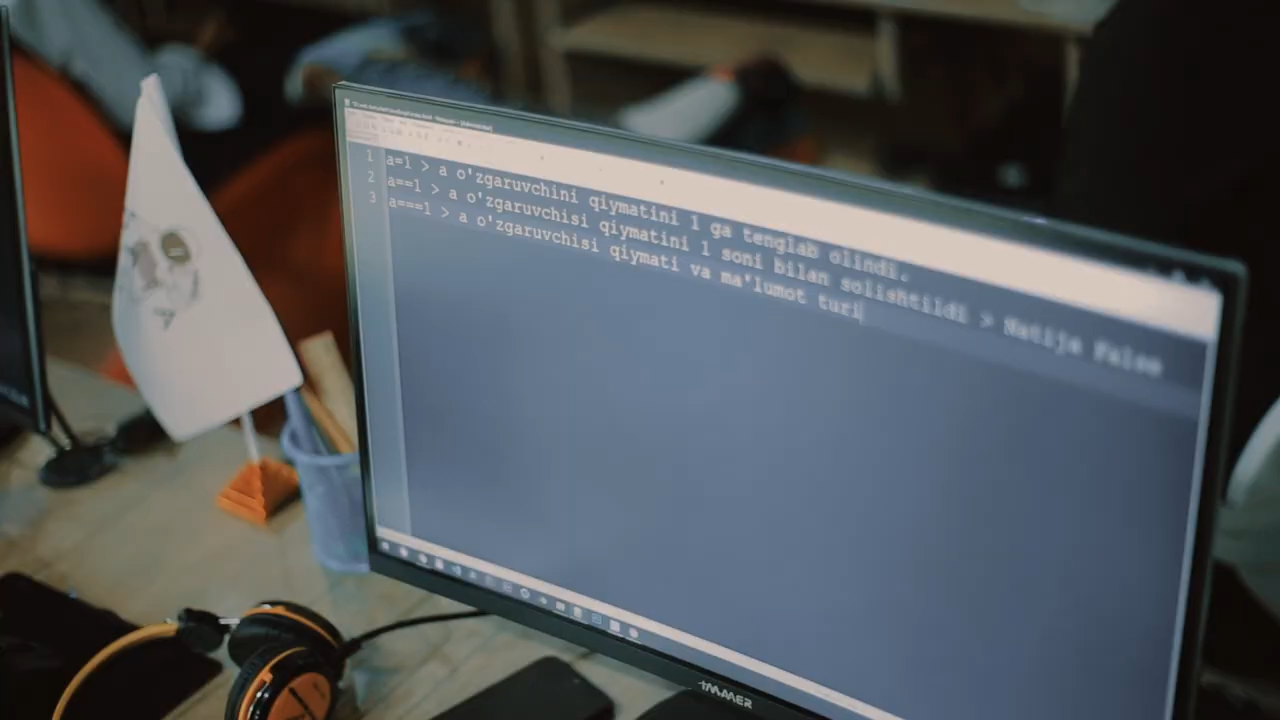 1 a=1 > a o'zgaruvchini qiymatini 1 ga tenglab olindi.
2 a==1 > a o'zgaruvchisi qiymatini 1 soni bilan solishtildi > Natija False
3 a===1 > a o'zgaruvchisi qiymati va ma'lumot turi
IMMER